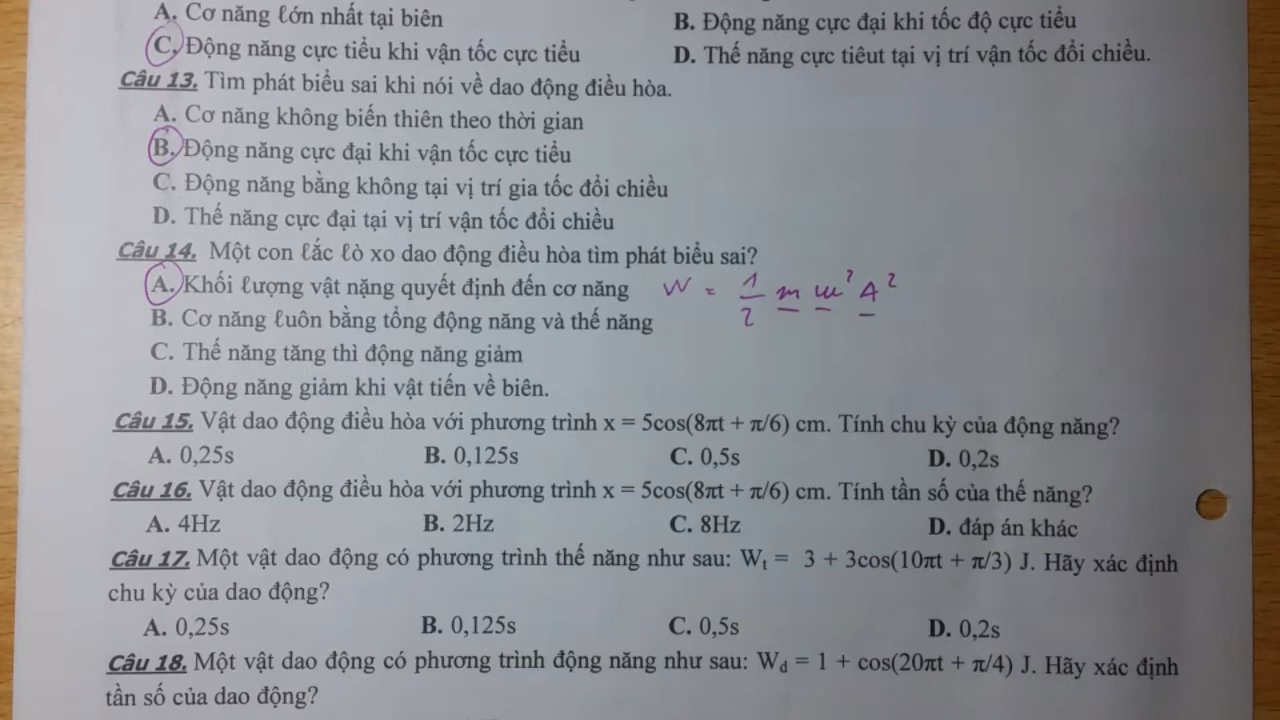 A. Cơ năng lớn nhất tại biên B. Động năng cực đại khi tốc độ cực tiểu
C. Động năng cực tiểu khi vận tốc cực tiểu D. Thế năng cực tiêut tại vị trí vận tốc đổi chiều.
Câu 13. Tìm phát biểu sai khi nói về dao động điều hòa.
A. Cơ năng không biến thiên theo thời gian
B. Động năng cực đại khi vận tốc cực tiểu
C. Động năng bằng không tại vị trí gia tốc đổi chiều
D. Thế năng cực đại tại vị trí vận tốc đổi chiều
Câu 14. Một con lắc lò xo dao động điều hòa tìm phát biểu sai?
A. Khối lượng vật nặng quyết định đến cơ năng W = 1/2 m ω² A²
B. Cơ năng luôn bằng tổng động năng và thế năng
C. Thế năng tăng thì động năng giảm
D. Động năng giảm khi vật tiến về biên.
Câu 15. Vật dao động điều hòa với phương trình x = 5cos(8πt + π/6) cm. Tính chu kỳ của động năng?
A. 0,25s B. 0,125s C. 0,5s D. 0,2s
Câu 16. Vật dao động điều hòa với phương trình x = 5cos(8πt + π/6) cm. Tính tần số của thế năng?
A. 4Hz B. 2Hz C. 8Hz D. đáp án khác
Câu 17. Một vật dao động có phương trình thế năng như sau: Wₜ = 3 + 3cos(10πt + π/3) J. Hãy xác định
chu kỳ của dao động?
A. 0,25s B. 0,125s C. 0,5s D. 0,2s
Câu 18. Một vật dao động có phương trình động năng như sau: W_d = 1 + cos(20πt + π/4) J. Hãy xác định
tần số của dao động?